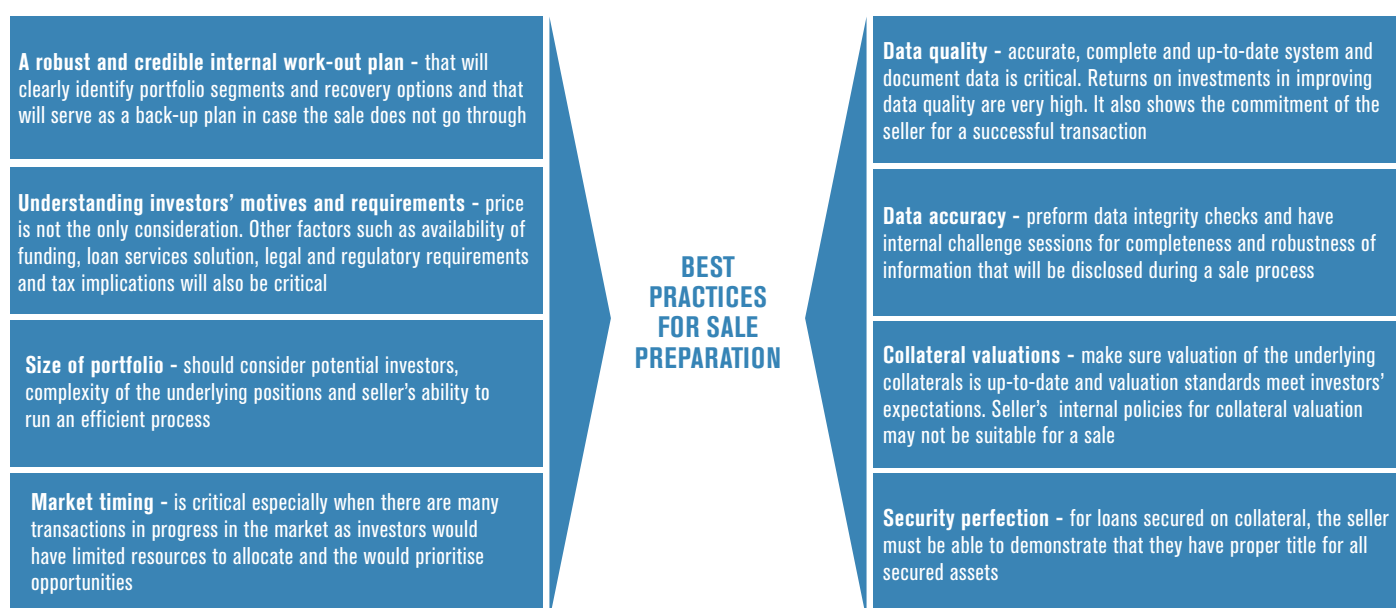 A robust and credible internal work-out plan - that will
clearly identify portfolio segments and recovery options and that
will serve as a back-up plan in case the sale does not go through
Understanding investors' motives and requirements - price
is not the only consideration. Other factors such as availability of
funding, loan services solution, legal and regulatory requirements
and tax implications will also be critical
Size of portfolio - should consider potential investors,
complexity of the underlying positions and seller's ability to
run an efficient process
Market timing - is critical especially when there are many
transactions in progress in the market as investors would
have limited resources to allocate and the would prioritise
opportunities
BEST
PRACTICES
FOR SALE
PREPARATION
Data quality - accurate, complete and up-to-date system and
document data is critical. Returns on investments in improving
data quality are very high. It also shows the commitment of the
seller for a successful transaction
Data accuracy - preform data integrity checks and have
internal challenge sessions for completeness and robustness of
information that will be disclosed during a sale process
Collateral valuations - make sure valuation of the underlying
collaterals is up-to-date and valuation standards meet investors'
expectations. Seller's internal policies for collateral valuation
may not be suitable for a sale
Security perfection - for loans secured on collateral, the seller
must be able to demonstrate that they have proper title for all
secured assets